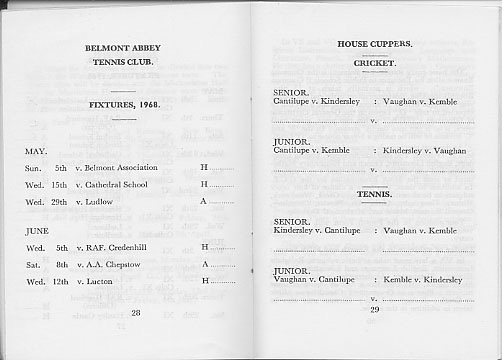 BELMONT ABBEY
TENNIS CLUB.
FIXTURES, 1968.
MAY.
Sun. 5th v. Belmont Association H ............
Wed. 15th v. Cathedral School H ............
Wed. 29th v. Ludlow A ............
JUNE
Wed. 5th v. RAF. Credenhill H ............
Sat. 8th v. A.A. Chepstow A ............
Wed. 12th v. Lucton H ............
28
HOUSE CUPPERS.
CRICKET.
SENIOR.
Cantilupe v. Kindersley : Vaughan v. Kemble
........................ v. ........................
JUNIOR.
Cantilupe v. Kemble : Kindersley v. Vaughan
........................ v. ........................
TENNIS.
SENIOR.
Kindersley v. Cantilupe : Vaughan v. Kemble
........................ v. ........................
JUNIOR.
Vaughan v. Cantilupe : Kemble v. Kindersley
........................ v. ........................
29